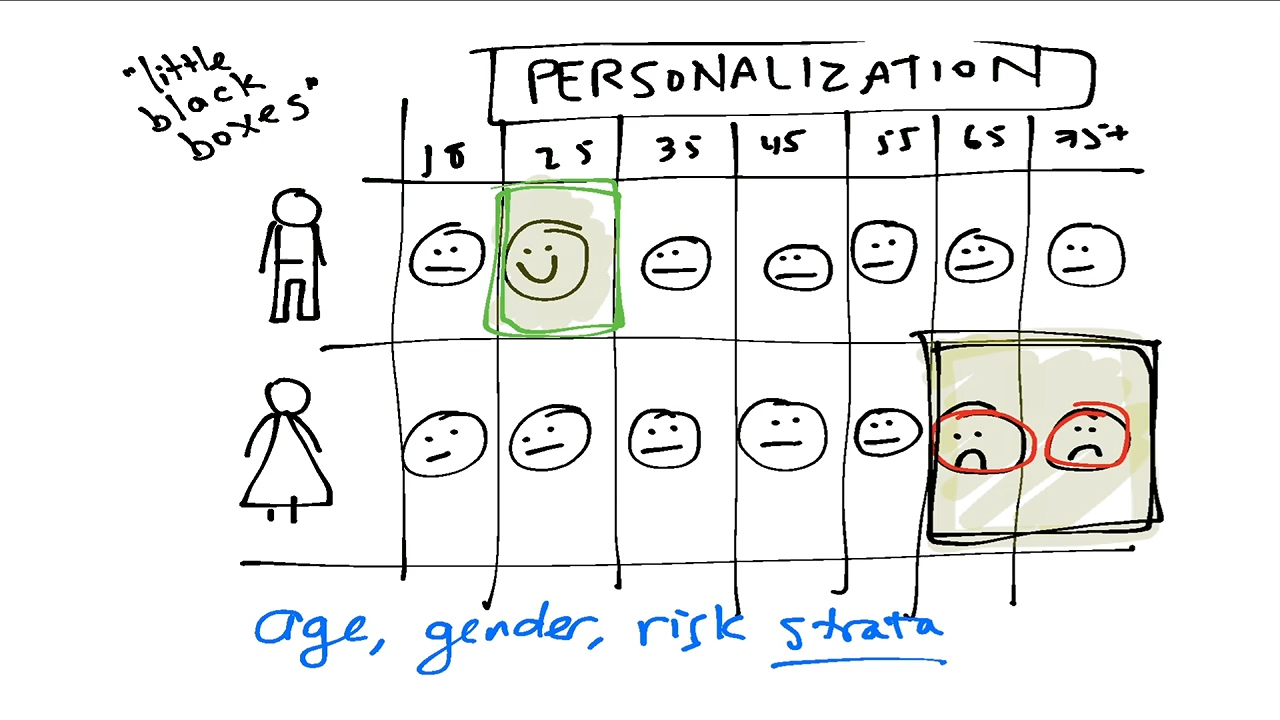 "little
black
boxes"
PERSONALIZATION
18 25 35 45 55 65 75+
age, gender, risk strata